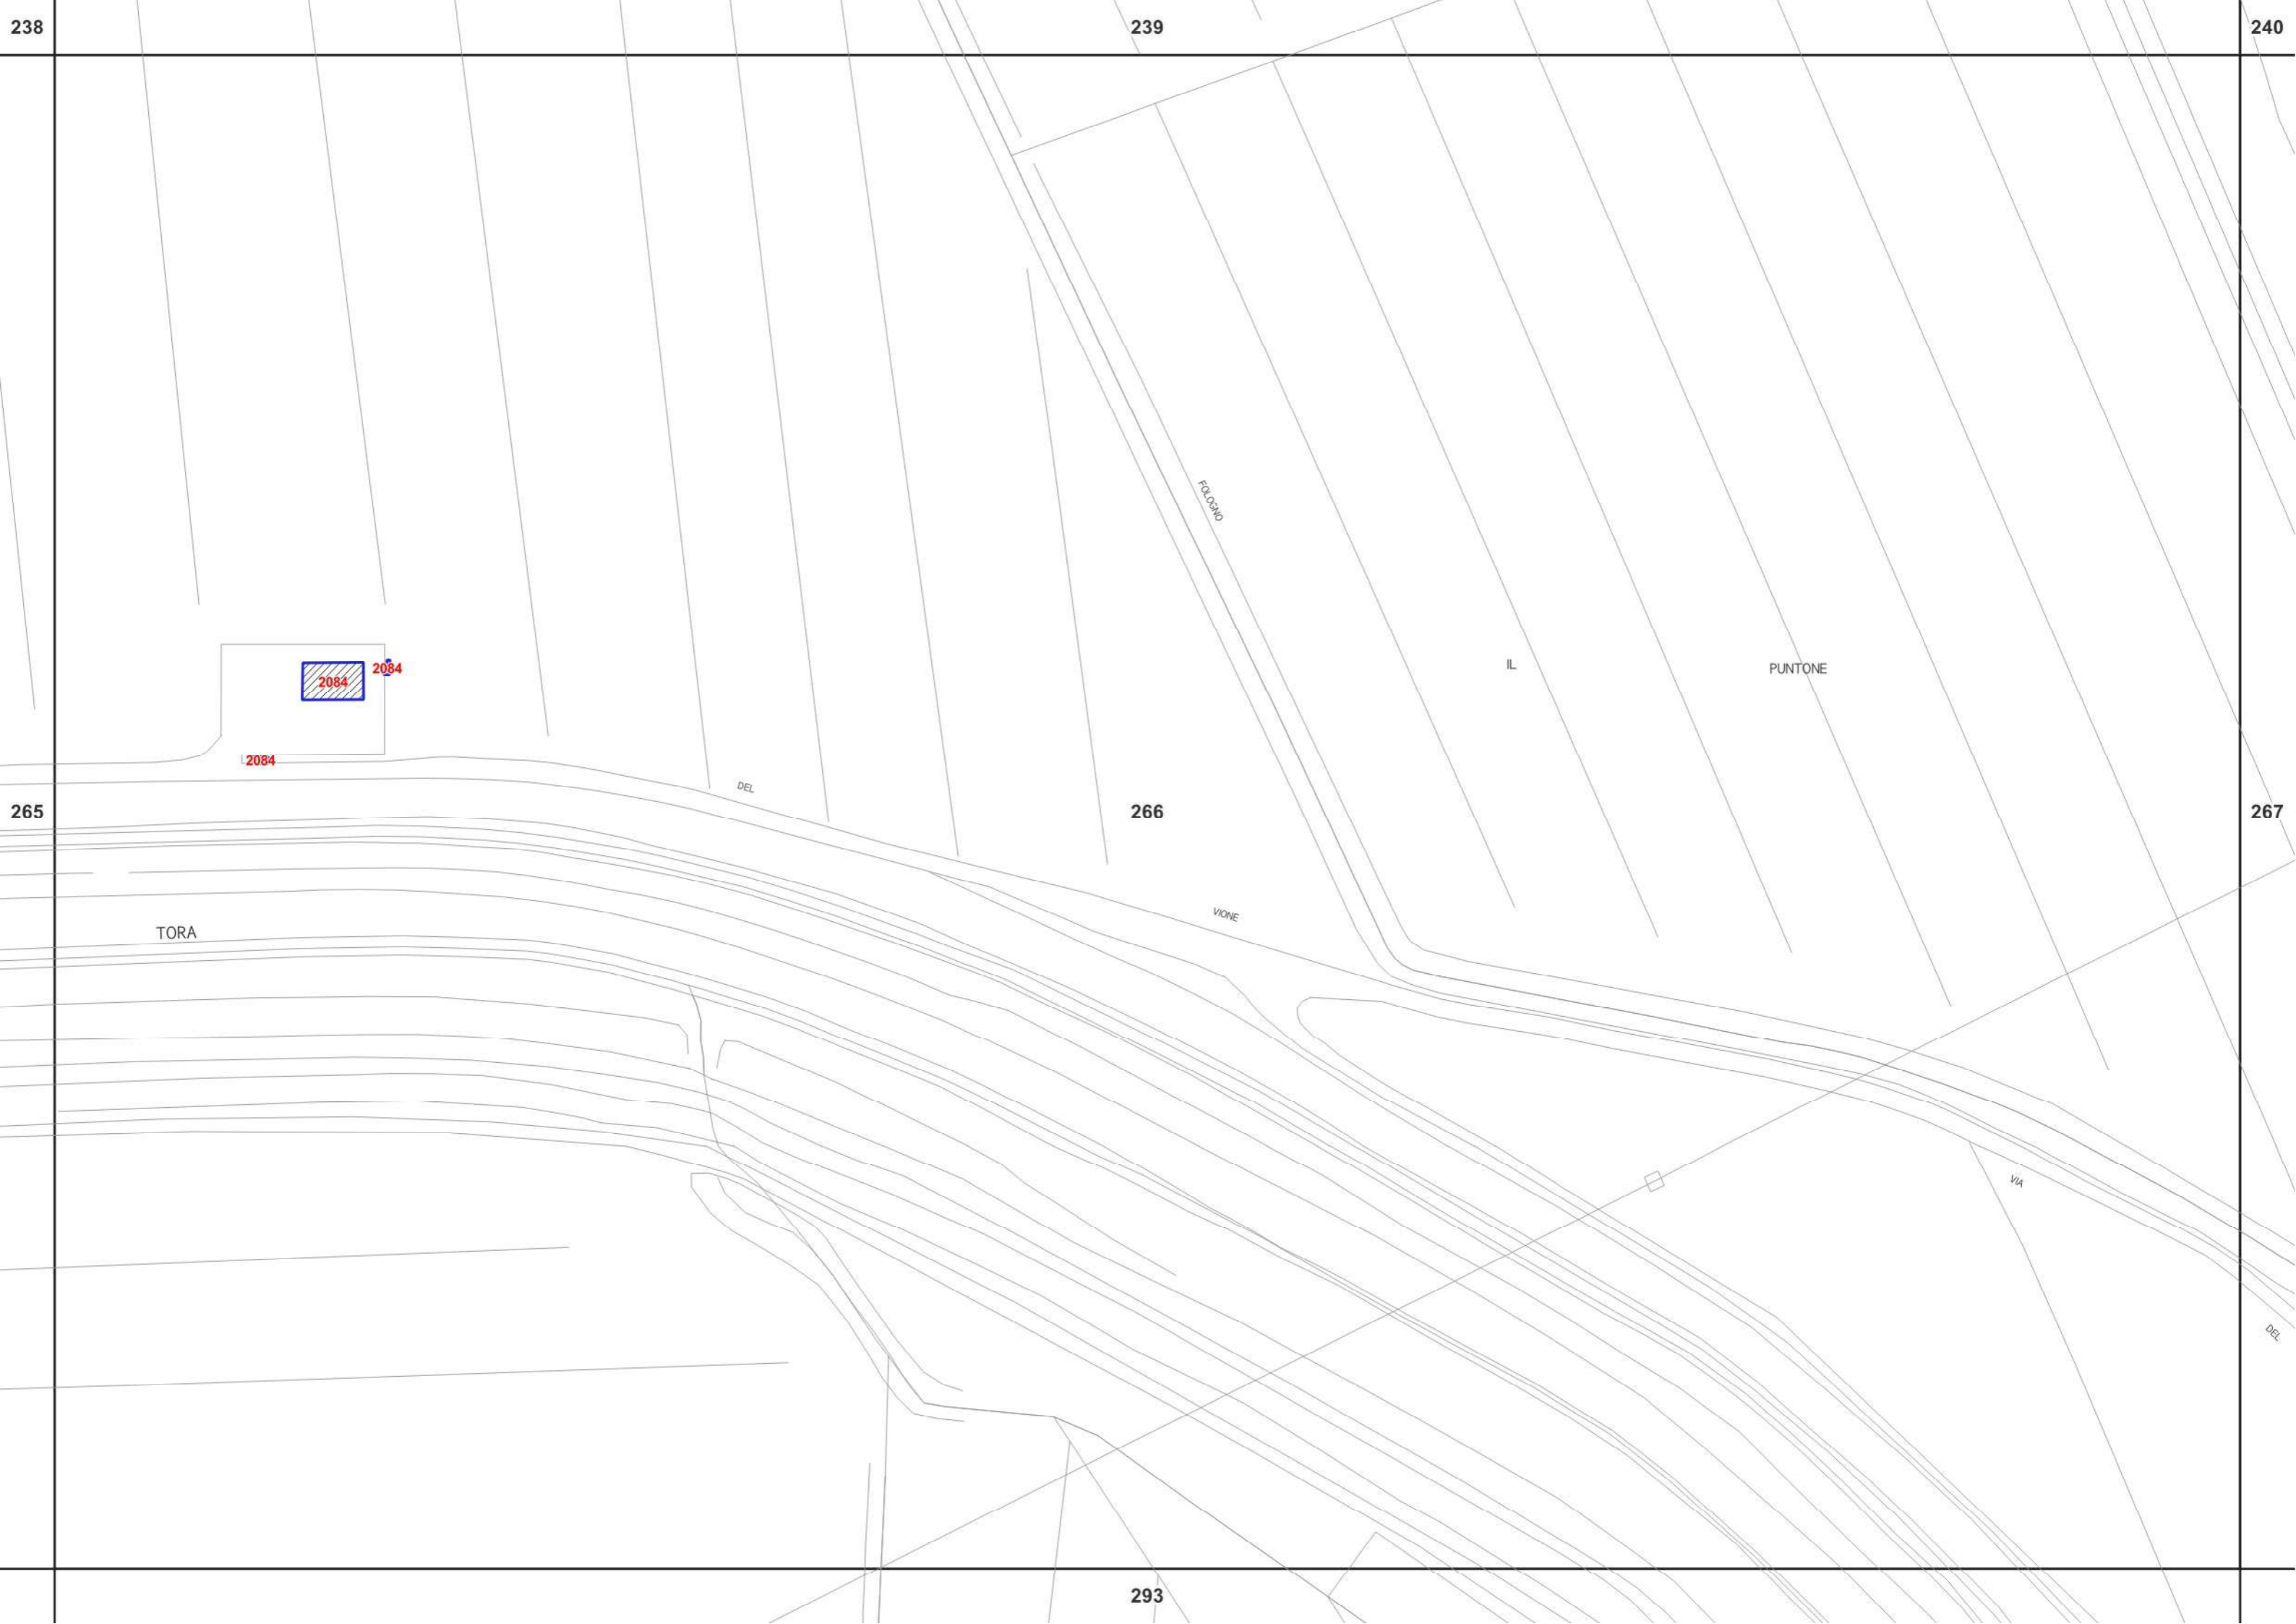 238
239
240
FOLOGNO
IL
PUNTONE
2084
2084
2084
DEL
265
266
267
VIONE
TORA
VIA
DEL
293